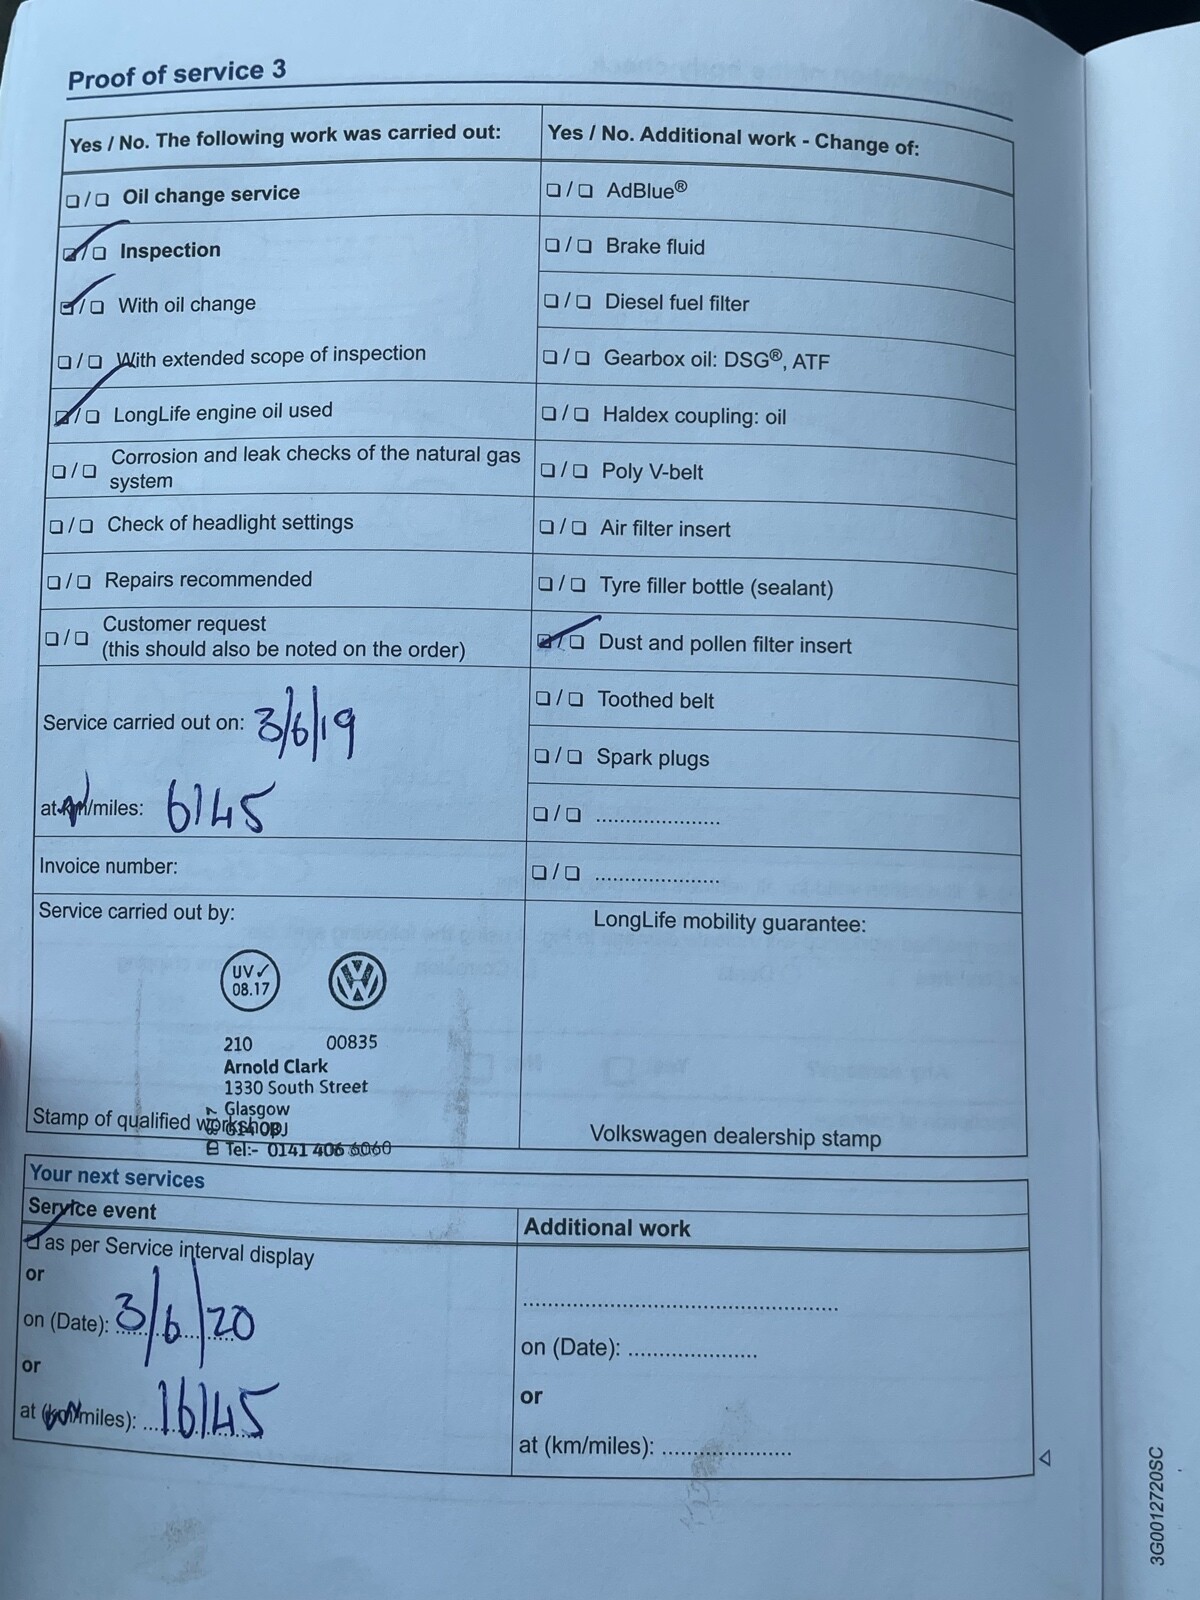 Proof of service 3
Yes / No. The following work was carried out:
❏ / ❏ Oil change service
❏ / ❏ Inspection
❏ / ❏ With oil change
❏ / ❏ With extended scope of inspection
❏ / ❏ LongLife engine oil used
❏ / ❏ Corrosion and leak checks of the natural gas
system
❏ / ❏ Check of headlight settings
❏ / ❏ Repairs recommended
❏ / ❏ Customer request
(this should also be noted on the order)
Service carried out on: 3/6/19
at km/miles: 6145
Invoice number:
Service carried out by:
UV✓
08.17
210 00835
Arnold Clark
1330 South Street
Glasgow
G14 0BJ
Tel:- 0141 406 6060
Stamp of qualified workshop
Yes / No. Additional work - Change of:
❏ / ❏ AdBlue®
❏ / ❏ Brake fluid
❏ / ❏ Diesel fuel filter
❏ / ❏ Gearbox oil: DSG®, ATF
❏ / ❏ Haldex coupling: oil
❏ / ❏ Poly V-belt
❏ / ❏ Air filter insert
❏ / ❏ Tyre filler bottle (sealant)
❏ / ❏ Dust and pollen filter insert
❏ / ❏ Toothed belt
❏ / ❏ Spark plugs
❏ / ❏ ......................
❏ / ❏ ......................
LongLife mobility guarantee:
Volkswagen dealership stamp
Your next services
Service event
❏ as per Service interval display
or
on (Date): 3/6/20
or
at (km/miles): 16145
Additional work
......................................................
on (Date): ......................
or
at (km/miles): ......................
3G0012720SC